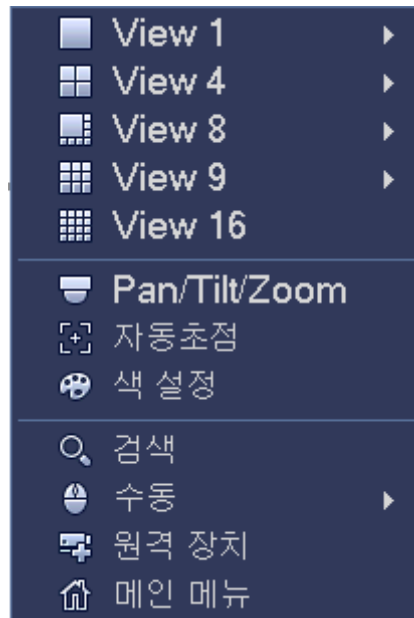 View 1
View 4
View 8
View 9
View 16
Pan/Tilt/Zoom
자동초점
색 설정
검색
수동
원격 장치
메인 메뉴